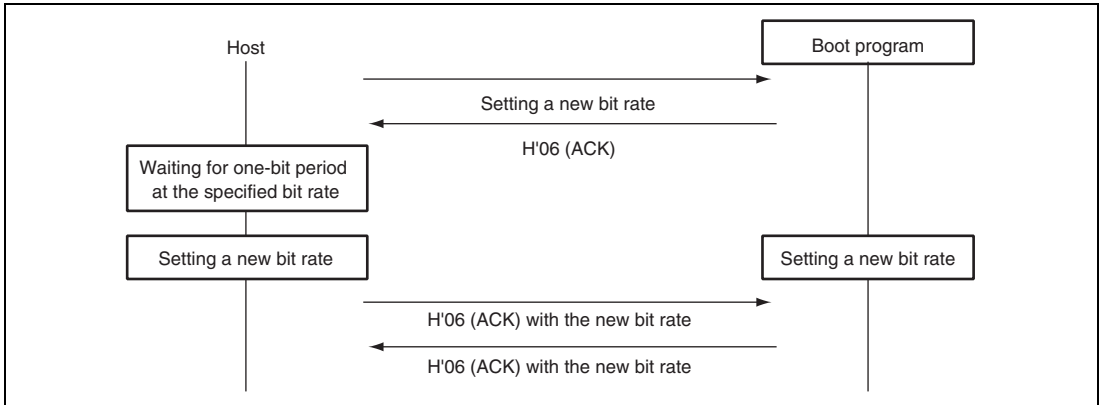 Host
Boot program
Setting a new bit rate
H'06 (ACK)
Waiting for one-bit period
at the specified bit rate
Setting a new bit rate
Setting a new bit rate
H'06 (ACK) with the new bit rate
H'06 (ACK) with the new bit rate